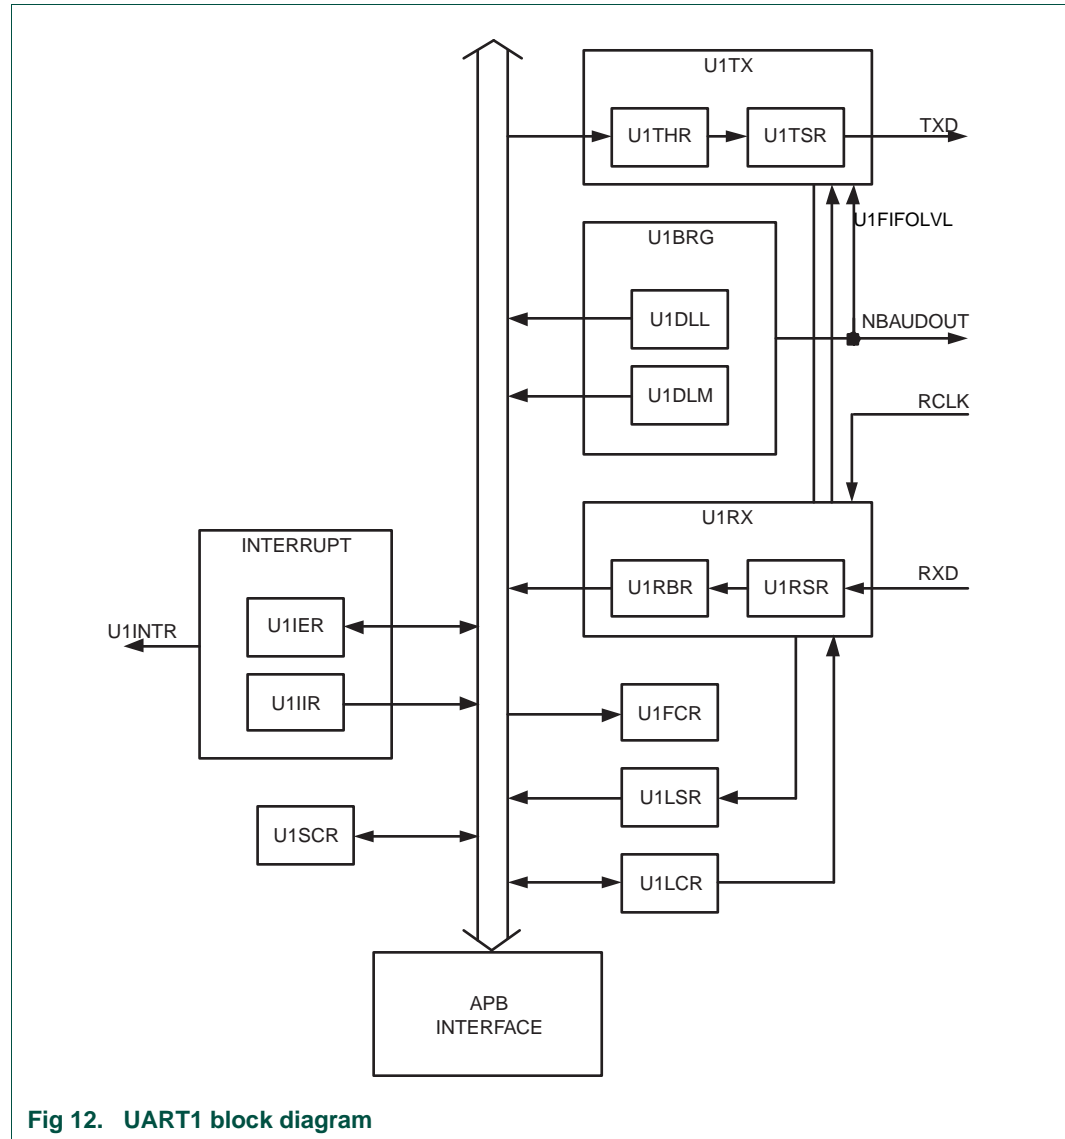 U1TX
U1THR
U1TSR
TXD
U1FIFOLVL
U1BRG
U1DLL
NBAUDOUT
U1DLM
RCLK
U1RX
INTERRUPT
U1RBR
U1RSR
RXD
U1IER
U1INTR
U1IIR
U1FCR
U1LSR
U1SCR
U1LCR
APB
INTERFACE
Fig 12. UART1 block diagram